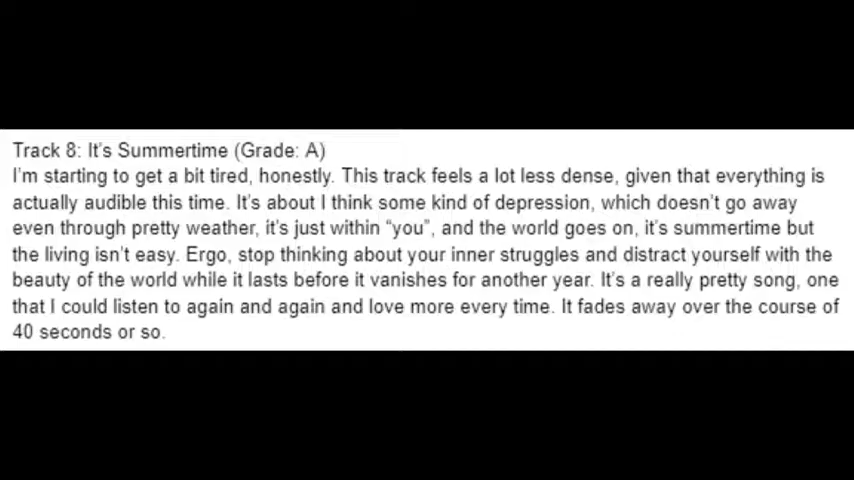 Track 8: It's Summertime (Grade: A)
I'm starting to get a bit tired, honestly. This track feels a lot less dense, given that everything is
actually audible this time. It's about I think some kind of depression, which doesn't go away
even through pretty weather, it's just within “you”, and the world goes on, it's summertime but
the living isn't easy. Ergo, stop thinking about your inner struggles and distract yourself with the
beauty of the world while it lasts before it vanishes for another year. It's a really pretty song, one
that I could listen to again and again and love more every time. It fades away over the course of
40 seconds or so.